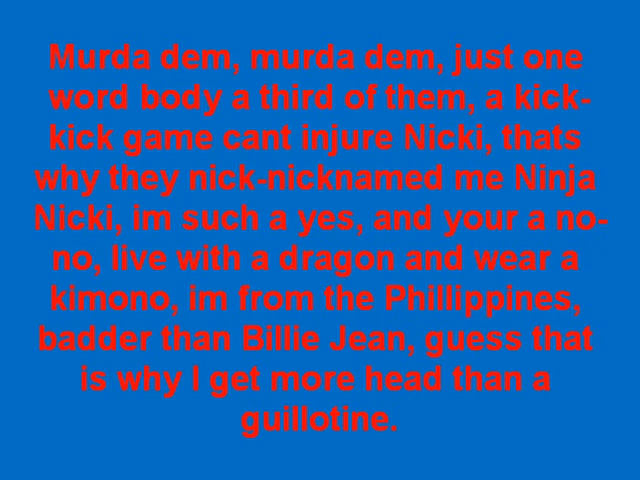 Murda dem, murda dem, just one
word body a third of them, a kick-
kick game cant injure Nicki, thats
why they nick-nicknamed me Ninja
Nicki, im such a yes, and your a no-
no, live with a dragon and wear a
kimono, im from the Phillippines,
badder than Billie Jean, guess that
is why I get more head than a
guillotine.